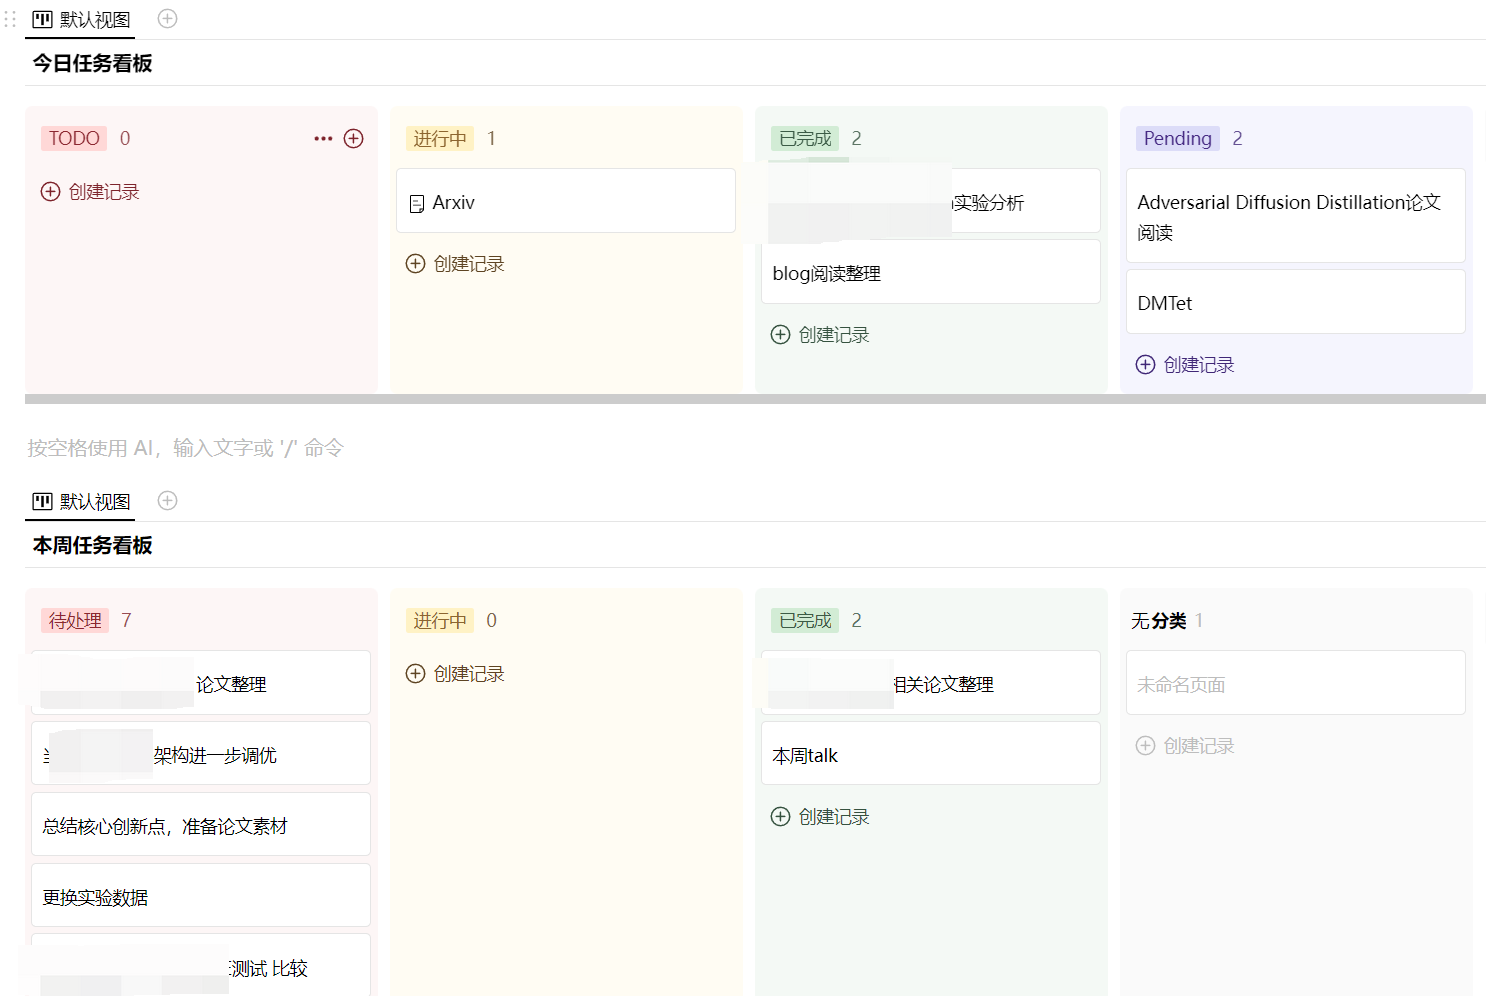 默认视图
今日任务看板
TODO 0
进行中 1
已完成 2
Pending 2
创建记录
Arxiv
创建记录
实验分析
blog阅读整理
创建记录
Adversarial Diffusion Distillation论文
阅读
DMTet
创建记录
按空格使用 AI，输入文字或 '/' 命令
默认视图
本周任务看板
待处理 7
进行中 0
已完成 2
无分类 1
论文整理
架构进一步调优
总结核心创新点，准备论文素材
更换实验数据
测试 比较
创建记录
相关论文整理
本周talk
创建记录
未命名页面
创建记录